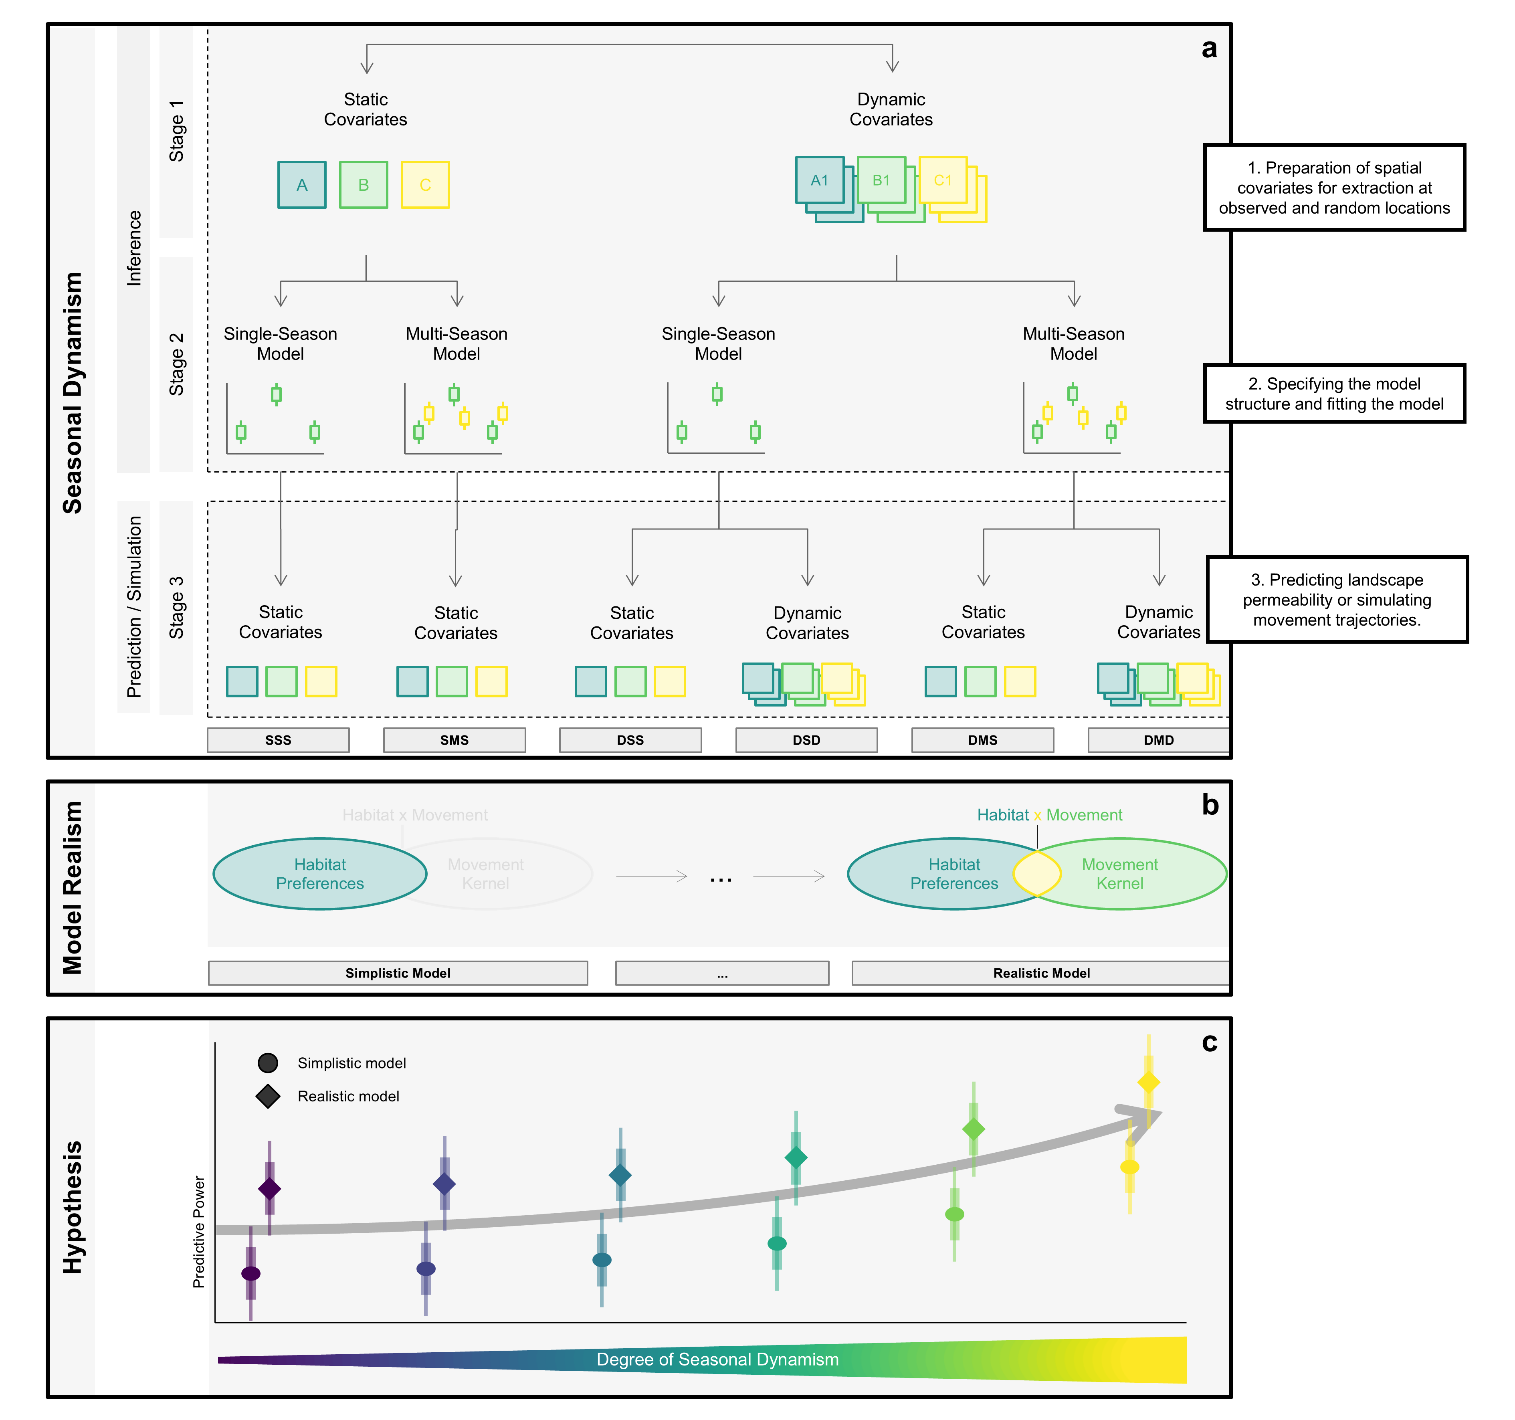 a
Seasonal Dynamism
Inference
Prediction / Simulation
Stage 1
Stage 2
Stage 3
Static
Covariates
Dynamic
Covariates
A
B
C
A1
B1
C1
1. Preparation of spatial
covariates for extraction at
observed and random locations
Single-Season
Model
Multi-Season
Model
Single-Season
Model
Multi-Season
Model
2. Specifying the model
structure and fitting the model
Static
Covariates
Static
Covariates
Static
Covariates
Dynamic
Covariates
Static
Covariates
Dynamic
Covariates
3. Predicting landscape
permeability or simulating
movement trajectories.
SSS
SMS
DSS
DSD
DMS
DMD
b
Model Realism
Habitat x Movement
Habitat
Preferences
Movement
Kernel
...
Habitat x Movement
Habitat
Preferences
Movement
Kernel
Simplistic Model
...
Realistic Model
c
Hypothesis
Simplistic model
Realistic model
Predictive Power
Degree of Seasonal Dynamism